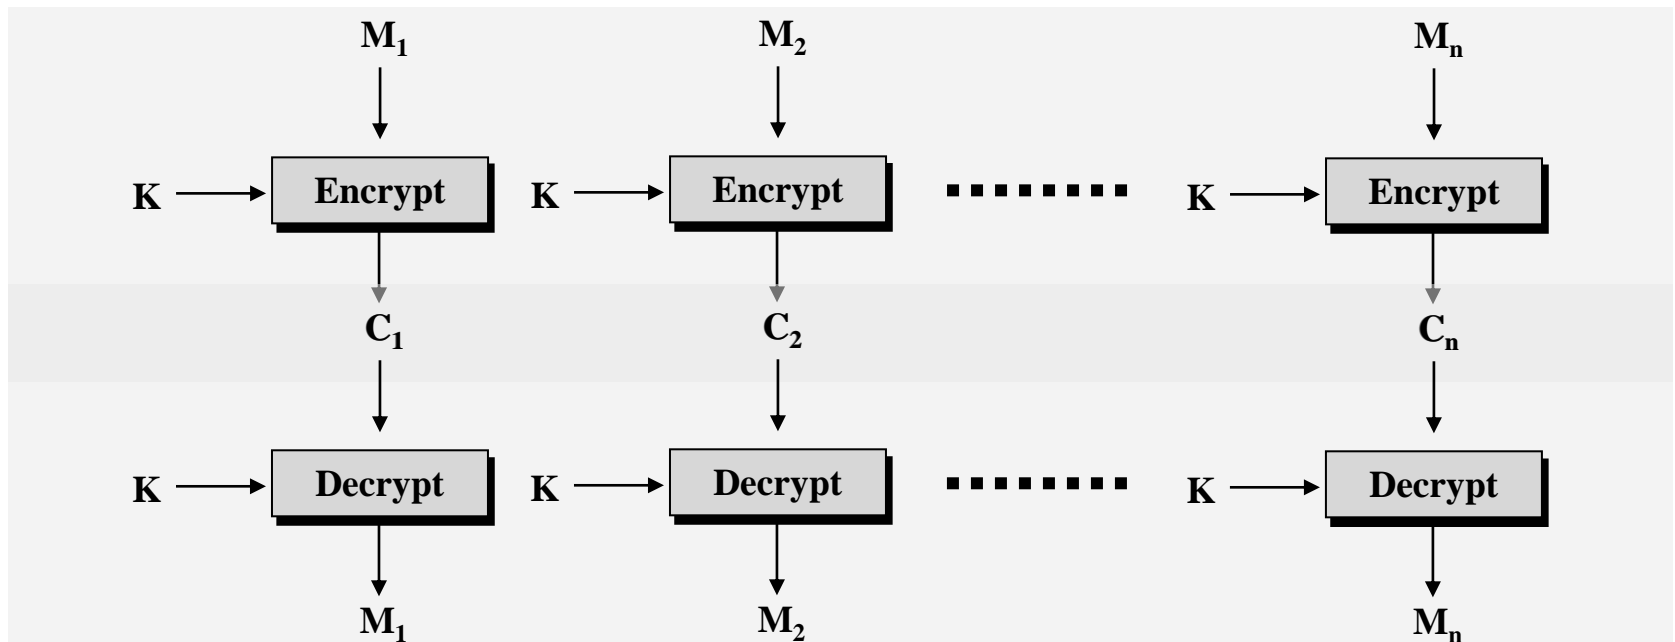 M1 M2 Mn
K Encrypt K Encrypt K Encrypt
C1 C2 Cn
K Decrypt K Decrypt K Decrypt
M1 M2 Mn